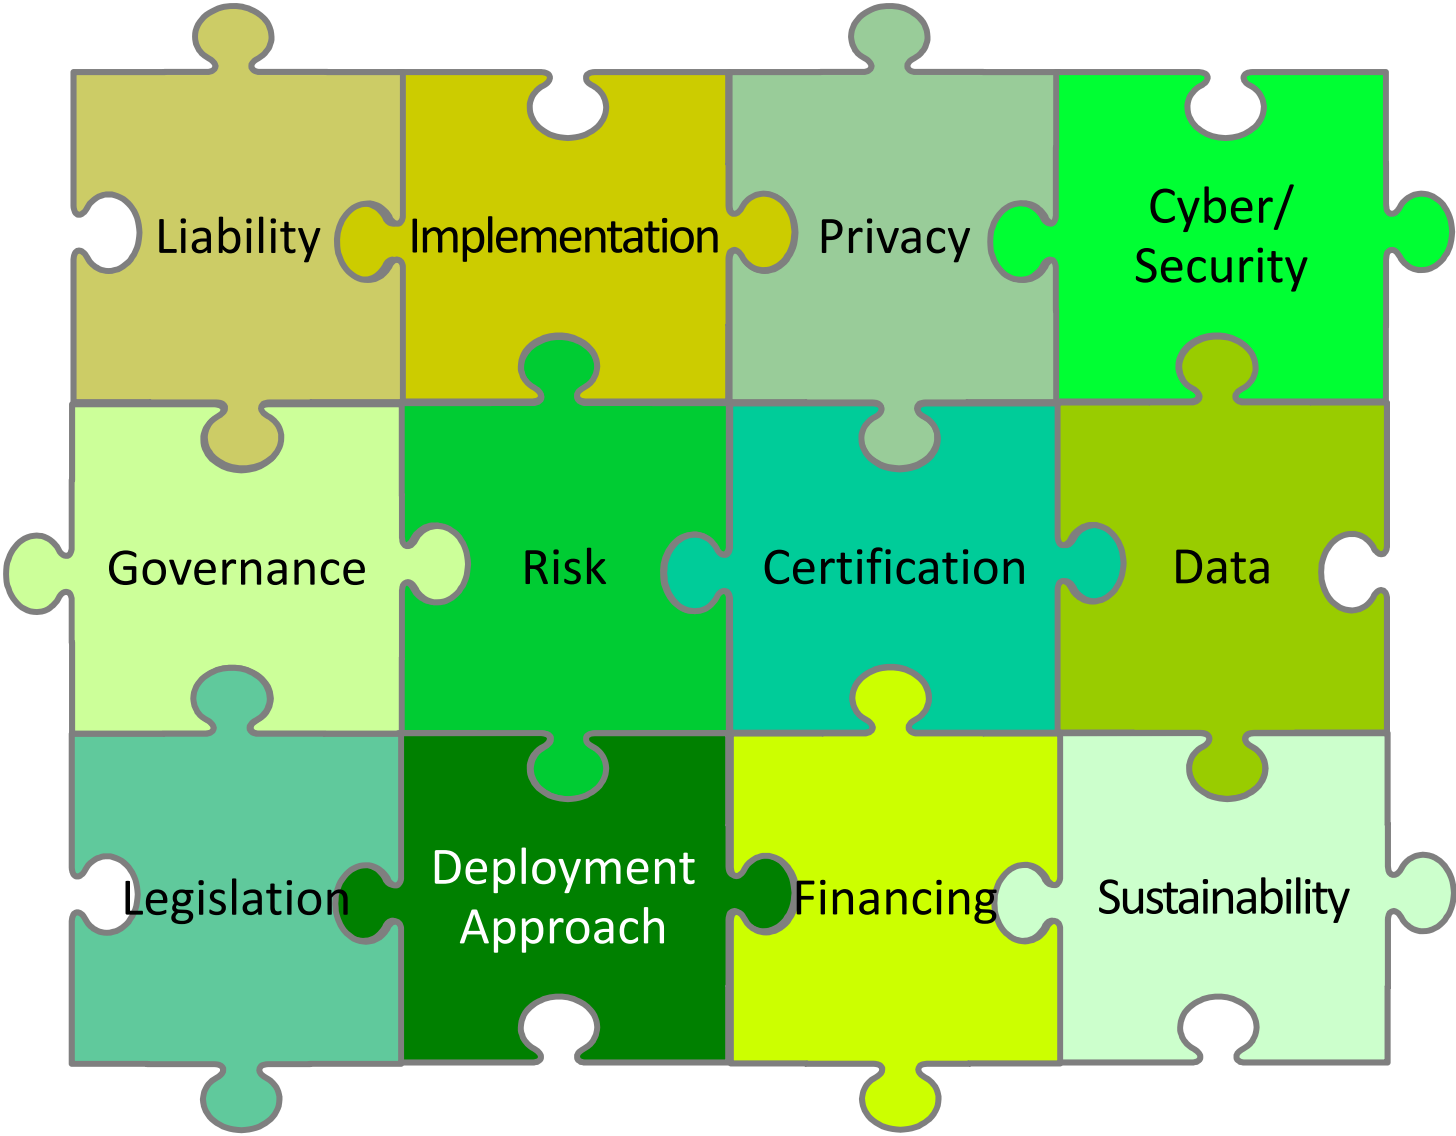 Liability
Implementation
Privacy
Cyber/
Security
Governance
Risk
Certification
Data
Legislation
Deployment
Approach
Financing
Sustainability